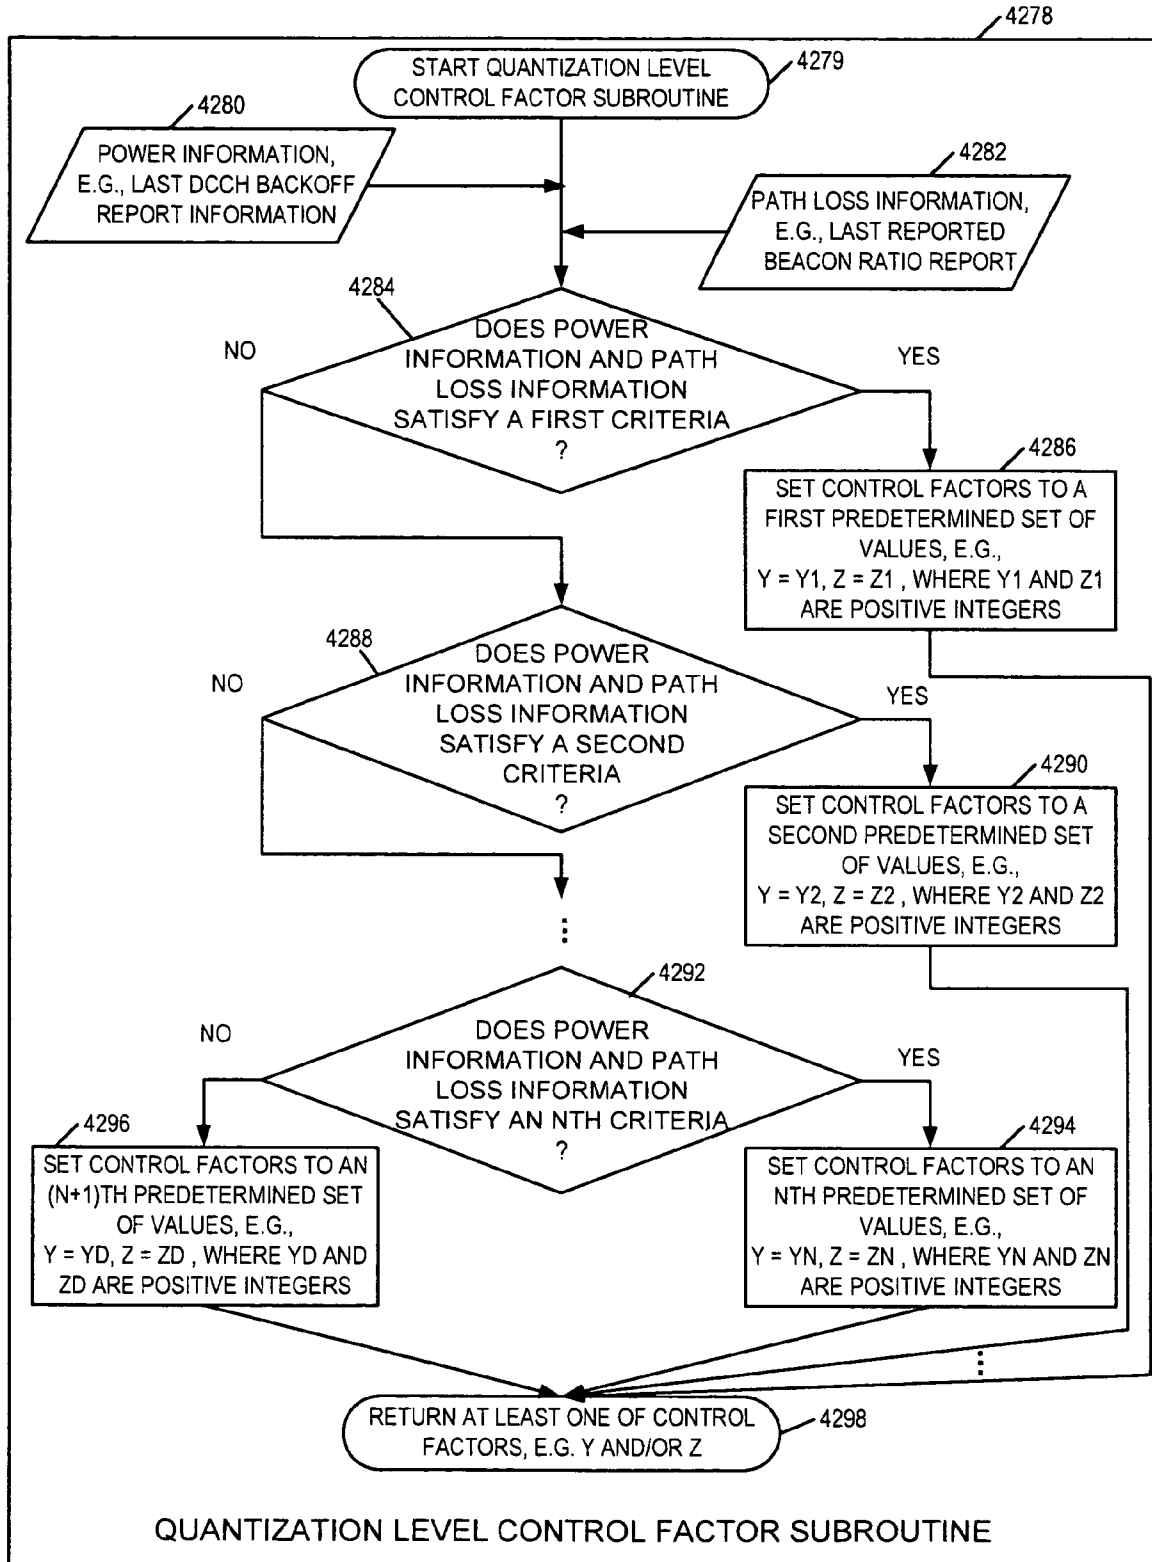 4278
START QUANTIZATION LEVEL
CONTROL FACTOR SUBROUTINE
4279
4280
POWER INFORMATION,
E.G., LAST DCCH BACKOFF
REPORT INFORMATION
4282
PATH LOSS INFORMATION,
E.G., LAST REPORTED
BEACON RATIO REPORT
4284
DOES POWER
INFORMATION AND PATH
LOSS INFORMATION
SATISFY A FIRST CRITERIA
?
NO
YES
4286
SET CONTROL FACTORS TO A
FIRST PREDETERMINED SET OF
VALUES, E.G.,
Y = Y1, Z = Z1 , WHERE Y1 AND Z1
ARE POSITIVE INTEGERS
4288
DOES POWER
INFORMATION AND PATH
LOSS INFORMATION
SATISFY A SECOND
CRITERIA
?
NO
YES
4290
SET CONTROL FACTORS TO A
SECOND PREDETERMINED SET
OF VALUES, E.G.,
Y = Y2, Z = Z2 , WHERE Y2 AND Z2
ARE POSITIVE INTEGERS
4292
DOES POWER
INFORMATION AND PATH
LOSS INFORMATION
SATISFY AN NTH CRITERIA
?
NO
YES
4296
SET CONTROL FACTORS TO AN
(N+1)TH PREDETERMINED SET
OF VALUES, E.G.,
Y = YD, Z = ZD , WHERE YD AND
ZD ARE POSITIVE INTEGERS
4294
SET CONTROL FACTORS TO AN
NTH PREDETERMINED SET OF
VALUES, E.G.,
Y = YN, Z = ZN , WHERE YN AND ZN
ARE POSITIVE INTEGERS
RETURN AT LEAST ONE OF CONTROL
FACTORS, E.G. Y AND/OR Z
4298
QUANTIZATION LEVEL CONTROL FACTOR SUBROUTINE